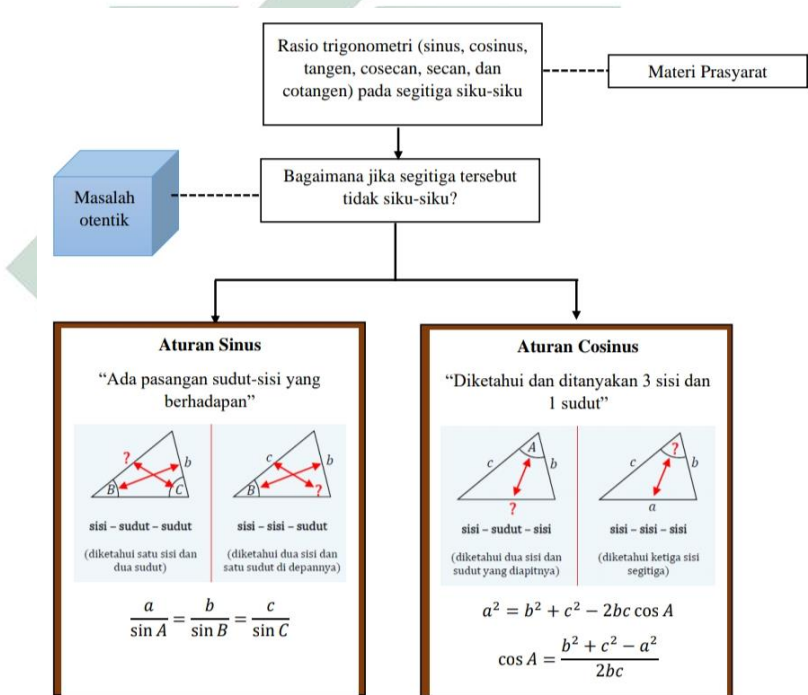 Rasio trigonometri (sinus, cosinus,
tangen, cosecan, secan, dan
cotangen) pada segitiga siku-siku
Materi Prasyarat
Bagaimana jika segitiga tersebut
tidak siku-siku?
Masalah
otentik
Aturan Sinus
“Ada pasangan sudut-sisi yang
berhadapan”
? b B C
c b B ?
sisi – sudut – sudut
(diketahui satu sisi dan
dua sudut)
sisi – sisi – sudut
(diketahui dua sisi dan
satu sudut di depannya)
a/sin A = b/sin B = c/sin C
Aturan Cosinus
“Diketahui dan ditanyakan 3 sisi dan
1 sudut”
A c b ?
? c b a
sisi – sudut – sisi
(diketahui dua sisi dan
sudut yang diapitnya)
sisi – sisi – sisi
(diketahui ketiga sisi
segitiga)
a² = b² + c² − 2bc cos A
cos A = (b² + c² − a²)/2bc